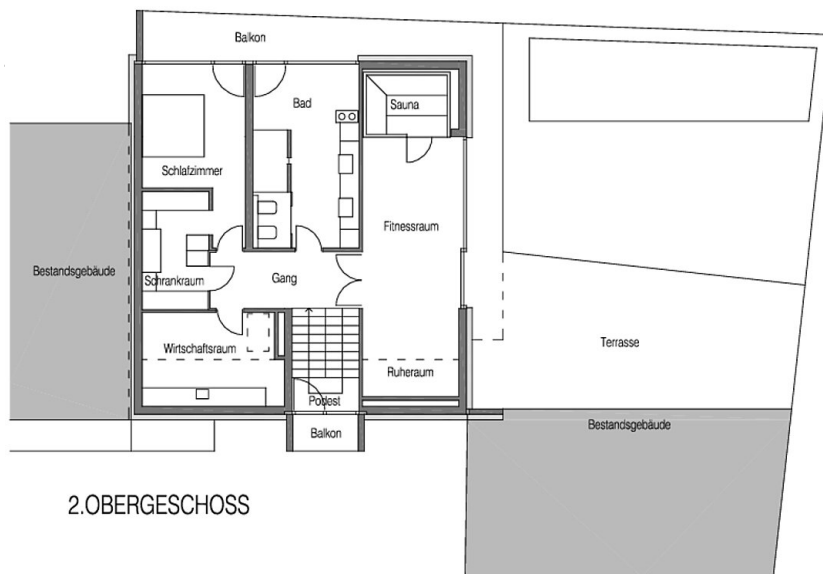 Balkon
Bad
Sauna
Schlafzimmer
Fitnessraum
Bestandsgebäude
Schrankraum
Gang
Terrasse
Wirtschaftsraum
Ruheraum
Podest
Bestandsgebäude
Balkon
2.OBERGESCHOSS